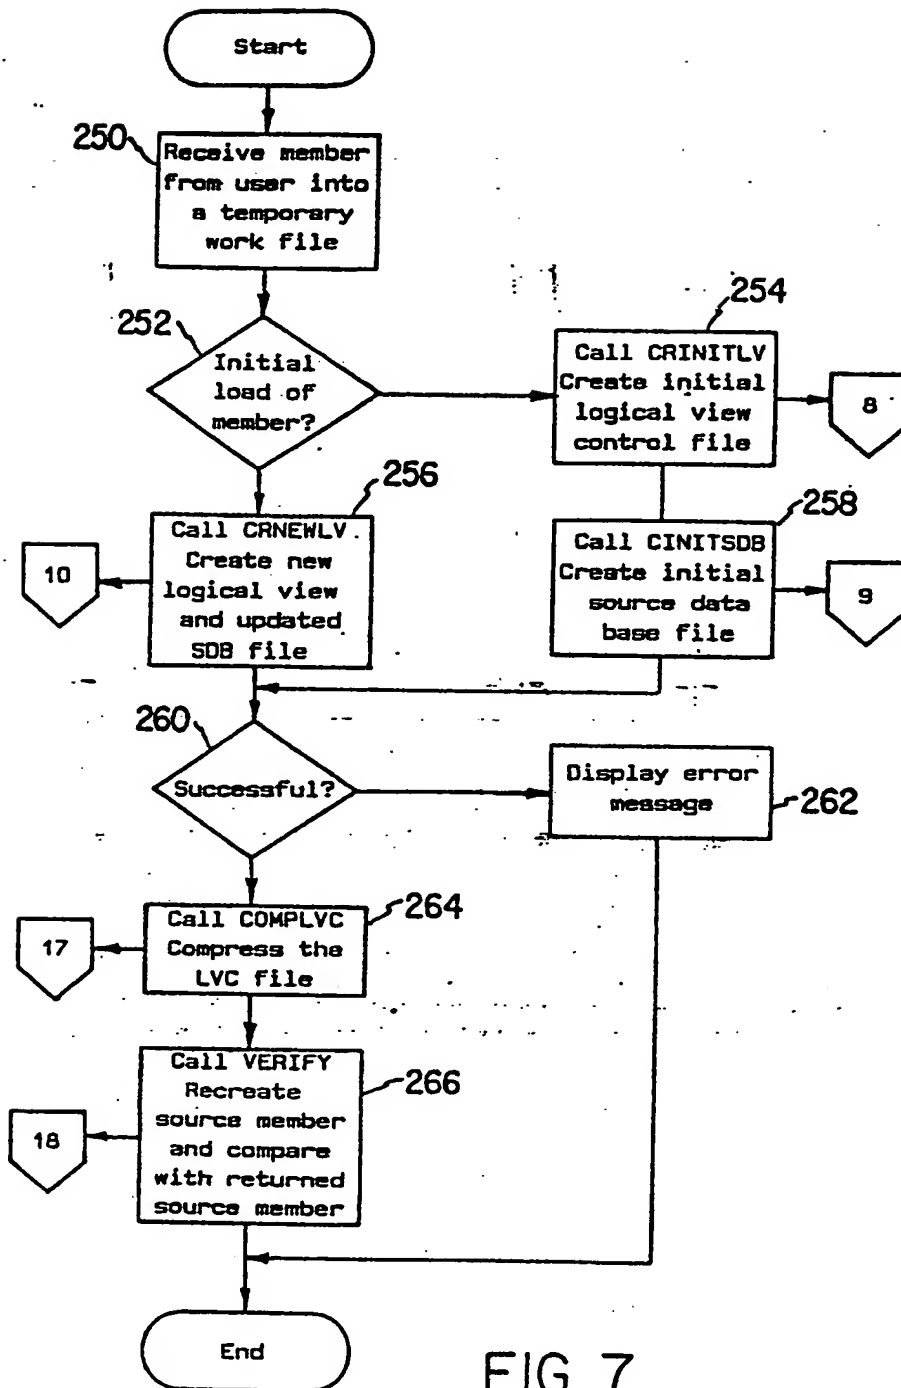 Start
250
Receive member
from user into
a temporary
work file
252
Initial
load of
member?
254
Call CRINITLV
Create initial
logical view
control file
8
256
Call CRNEWLV
Create new
logical view
and updated
SDB file
10
258
Call CINITSDB
Create initial
source data
base file
9
260
Successful?
Display error
message
262
264
Call COMPLVC
Compress the
LVC file
17
Call VERIFY
Recreate
source member
and compare
with returned
source member
266
18
End
FIG. 7